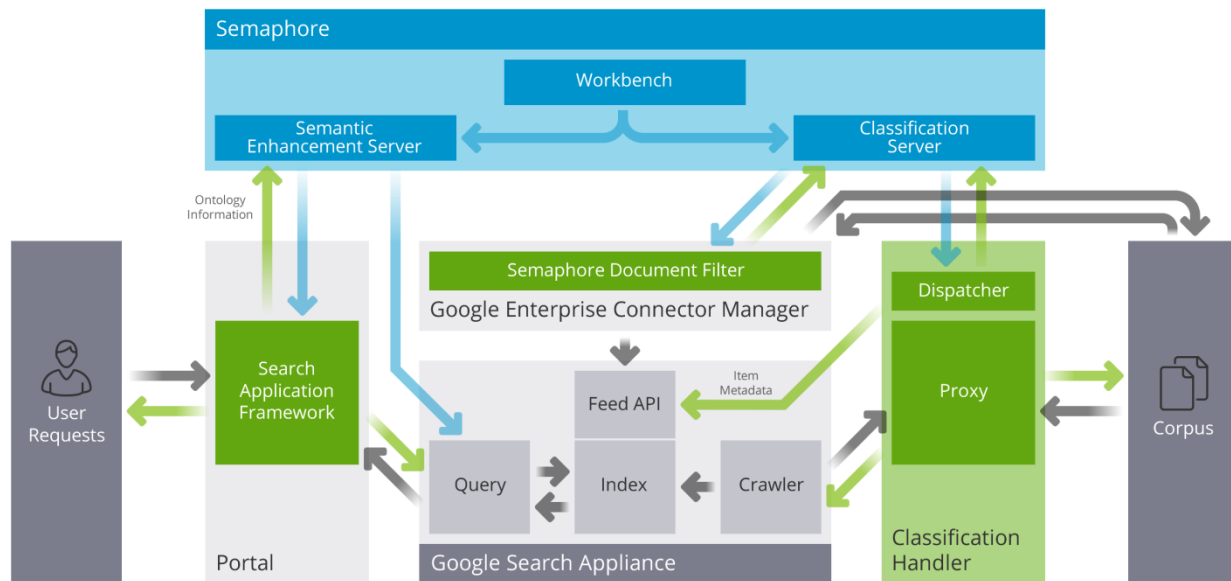 Semaphore
Workbench
Semantic
Enhancement Server
Classification
Server
Ontology
Information
Semaphore Document Filter
Google Enterprise Connector Manager
Dispatcher
User
Requests
Search
Application
Framework
Feed API
Item
Metadata
Proxy
Corpus
Query
Index
Crawler
Portal
Google Search Appliance
Classification
Handler